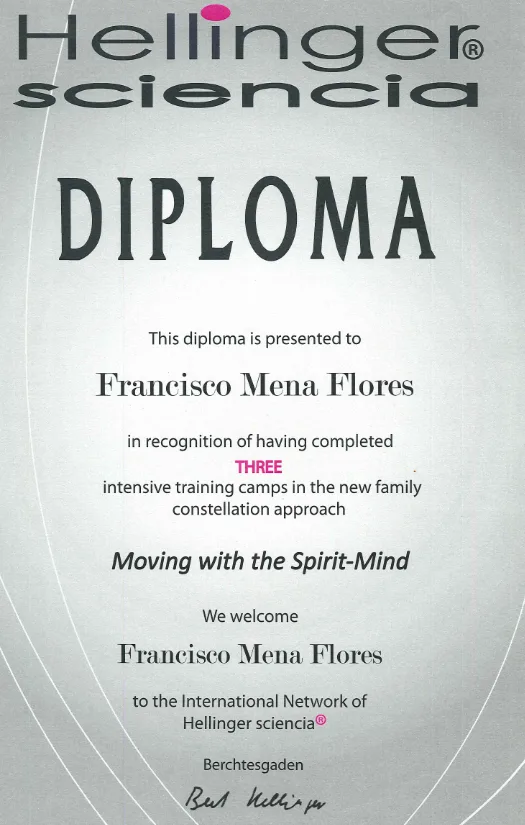 Hellinger®
sciencia
DIPLOMA
This diploma is presented to
Francisco Mena Flores
in recognition of having completed
THREE
intensive training camps in the new family
constellation approach
Moving with the Spirit-Mind
We welcome
Francisco Mena Flores
to the International Network of
Hellinger sciencia®
Berchtesgaden
Bert Hellinger